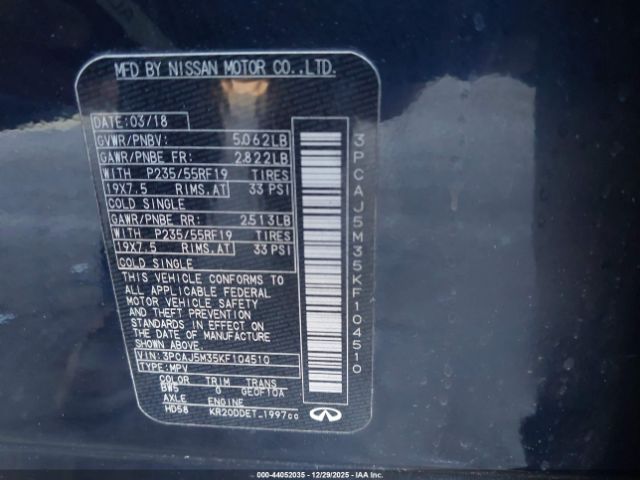 MFD BY NISSAN MOTOR CO.,LTD.
DATE: 03/18
GVWR/PNBV: 5062LB
GAWR/PNBE FR: 2822LB
WITH P235/55RF19 TIRES
19X7.5 RIMS.AT 33 PSI
COLD SINGLE
GAWR/PNBE RR: 2513LB
WITH P235/55RF19 TIRES
19X7.5 RIMS.AT 33 PSI
COLD SINGLE
THIS VEHICLE CONFORMS TO
ALL APPLICABLE FEDERAL
MOTOR VEHICLE SAFETY
AND THEFT PREVENTION
STANDARDS IN EFFECT ON THE
DATE OF MANUFACTURE
SHOWN ABOVE
VIN: 3PCAJ5M35KF104510
TYPE: MPV
COLOR TRIM TRANS
BW5 G GEOF10A
AXLE ENGINE
HD58 KR20DDET_1997cc
3PCAJ5M35KF104510
INFINITI
000-44052035 - 12/29/2025 - IAA Inc.